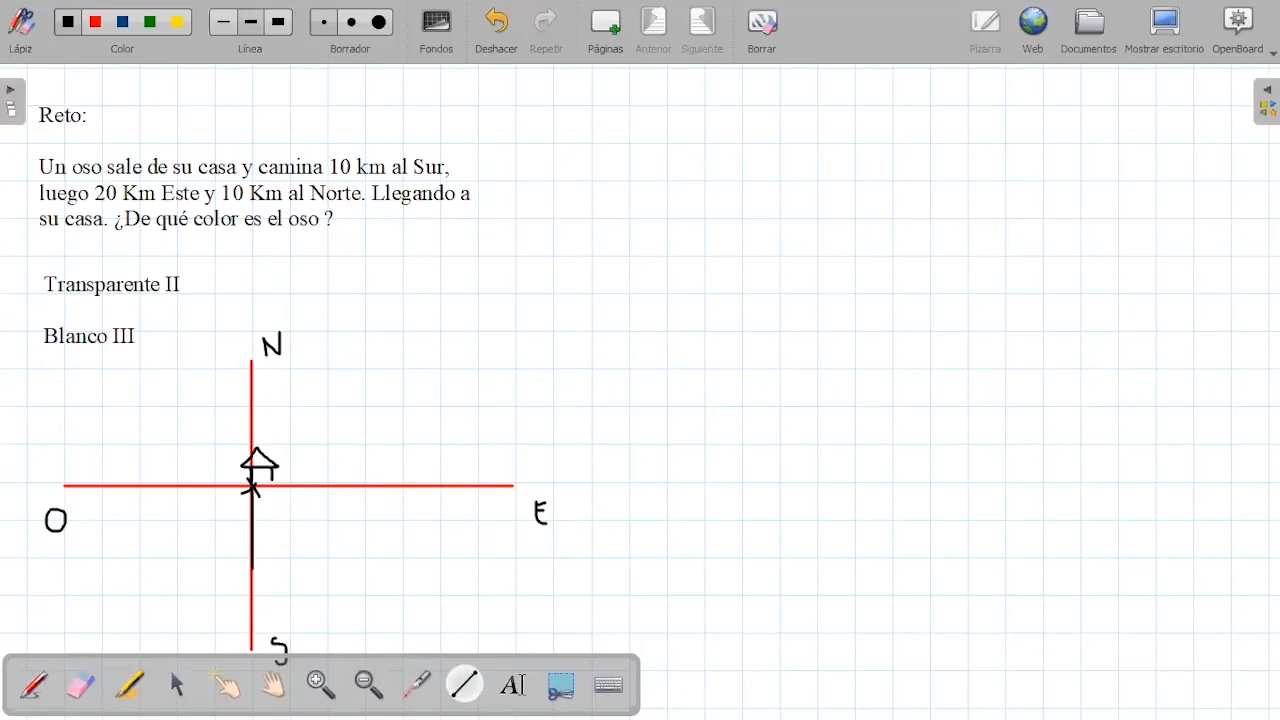 Lápiz
Color
Línea
Borrador
Fondos
Deshacer
Repetir
Páginas
Anterior
Siguiente
Borrar
Pizarra
Web
Documentos
Mostrar escritorio
OpenBoard
Reto:
Un oso sale de su casa y camina 10 km al Sur,
luego 20 Km Este y 10 Km al Norte. Llegando a
su casa. ¿De qué color es el oso ?
Transparente II
Blanco III
N
O
E
S
AI